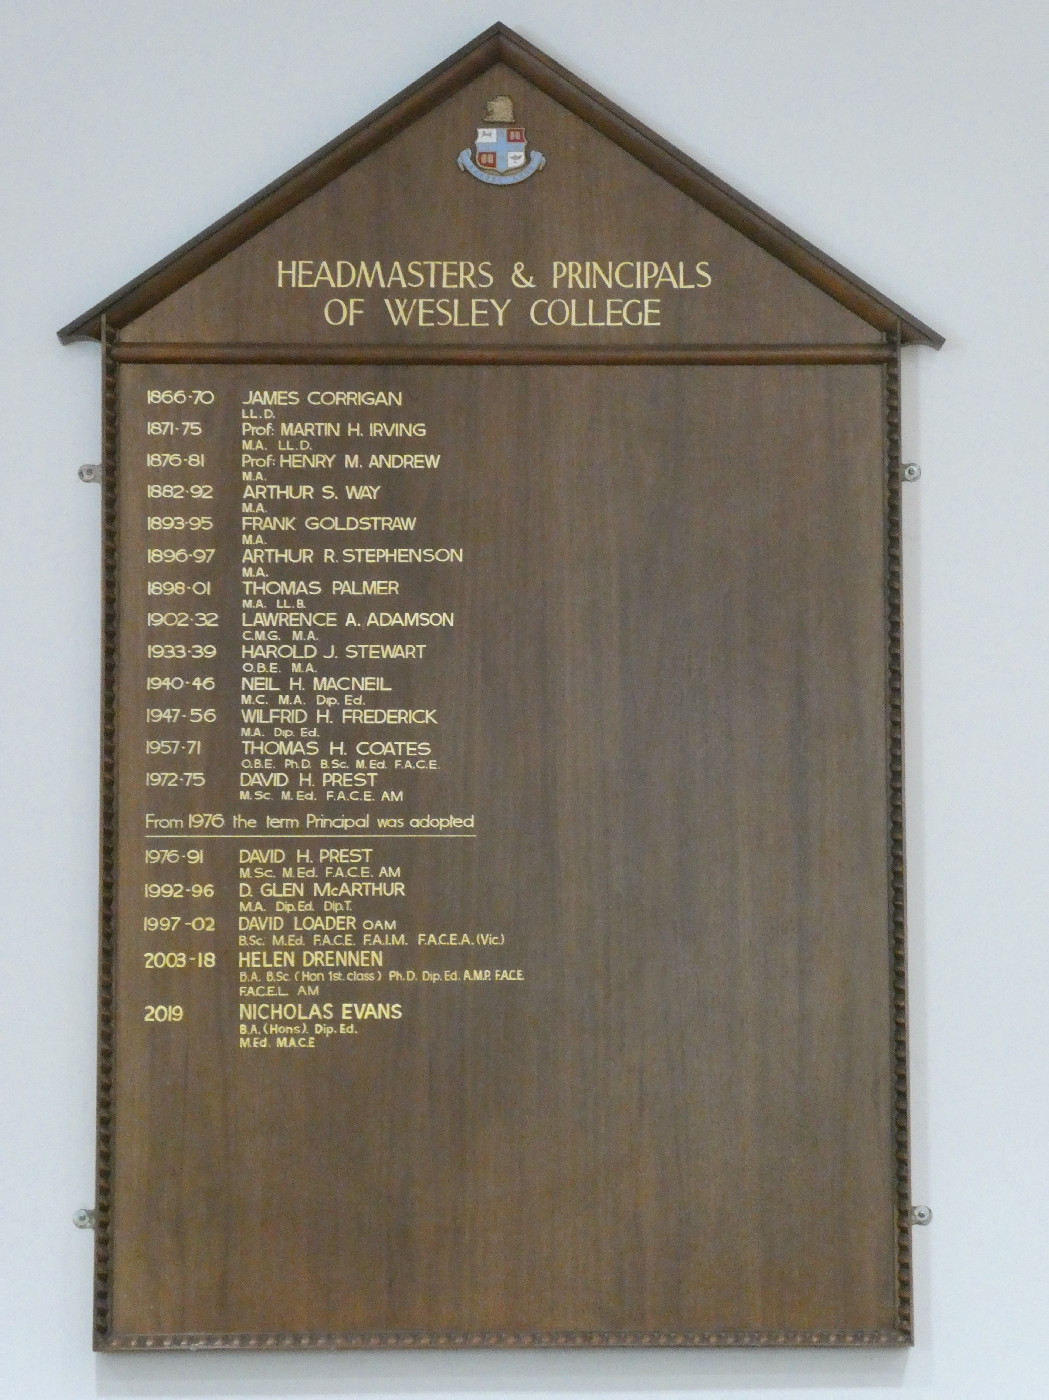 HEADMASTERS & PRINCIPALS
OF WESLEY COLLEGE
1866-70 JAMES CORRIGAN
LL.D.
1871-75 Prof: MARTIN H. IRVING
M.A. LL.D.
1876-81 Prof: HENRY M. ANDREW
M.A.
1882-92 ARTHUR S. WAY
M.A.
1893-95 FRANK GOLDSTRAW
M.A.
1896-97 ARTHUR R. STEPHENSON
M.A.
1898-01 THOMAS PALMER
M.A. LL.B.
1902-32 LAWRENCE A. ADAMSON
C.M.G. M.A.
1933-39 HAROLD J. STEWART
O.B.E. M.A.
1940-46 NEIL H. MACNEIL
M.C. M.A. Dip. Ed.
1947-56 WILFRID H. FREDERICK
M.A. Dip. Ed.
1957-71 THOMAS H. COATES
O.B.E. Ph.D. B.Sc. M.Ed. F.A.C.E.
1972-75 DAVID H. PREST
M.Sc. M.Ed. F.A.C.E. AM
From 1976 the term Principal was adopted
1976-91 DAVID H. PREST
M.Sc. M.Ed. F.A.C.E. AM
1992-96 D. GLEN McARTHUR
M.A. Dip.Ed. Dip.T.
1997-02 DAVID LOADER OAM
B.Sc. M.Ed. F.A.C.E. F.A.I.M. F.A.C.E.A. (Vic.)
2003-18 HELEN DRENNEN
B.A. B.Sc. (Hon 1st. class) Ph.D. Dip.Ed. A.M.P. F.A.C.E.
F.A.C.E.L. AM
2019 NICHOLAS EVANS
B.A. (Hons). Dip. Ed.
M.Ed. M.A.C.E